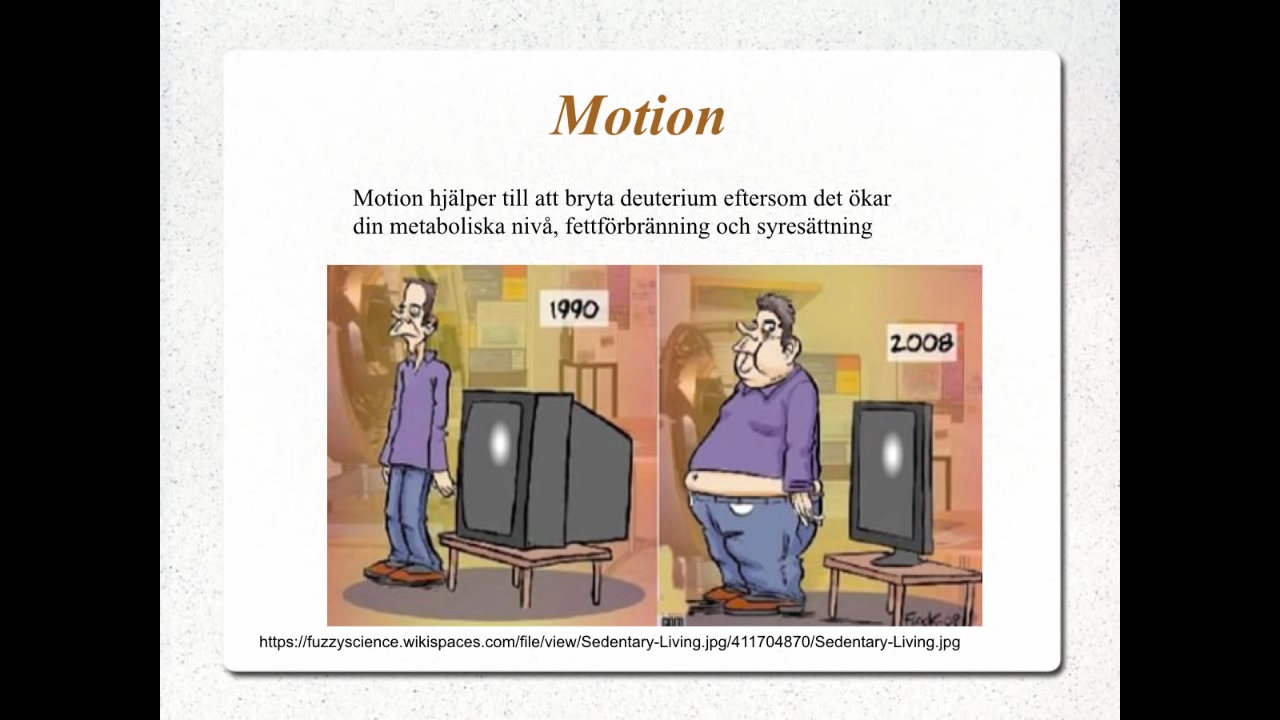 Motion
Motion hjälper till att bryta deuterium eftersom det ökar
din metaboliska nivå, fettförbränning och syresättning
1990
2008
https://fuzzyscience.wikispaces.com/file/view/Sedentary-Living.jpg/411704870/Sedentary-Living.jpg